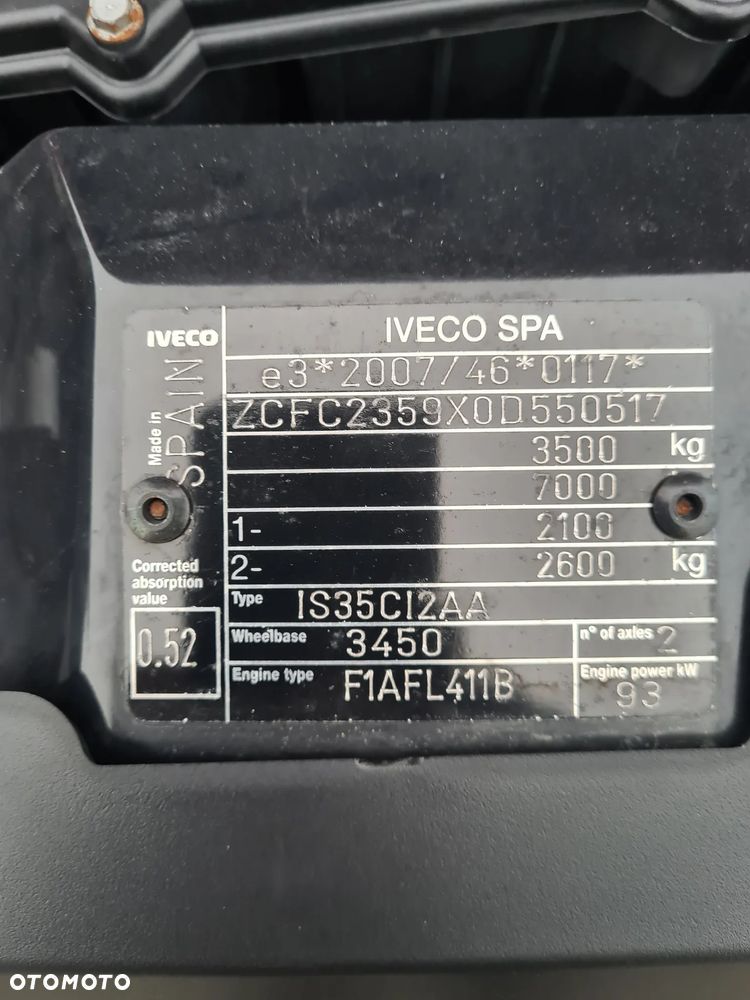 IVECO
IVECO SPA
Made in
SPAIN
e3*2007/46*0117*
ZCFC2359X0D550517
3500 kg
7000
1- 2100
2- 2600 kg
Corrected
absorption
value
0.52
Type IS35CI2AA
Wheelbase 3450
n° of axles 2
Engine type F1AFL411B
Engine power kW
93
OTOMOTO